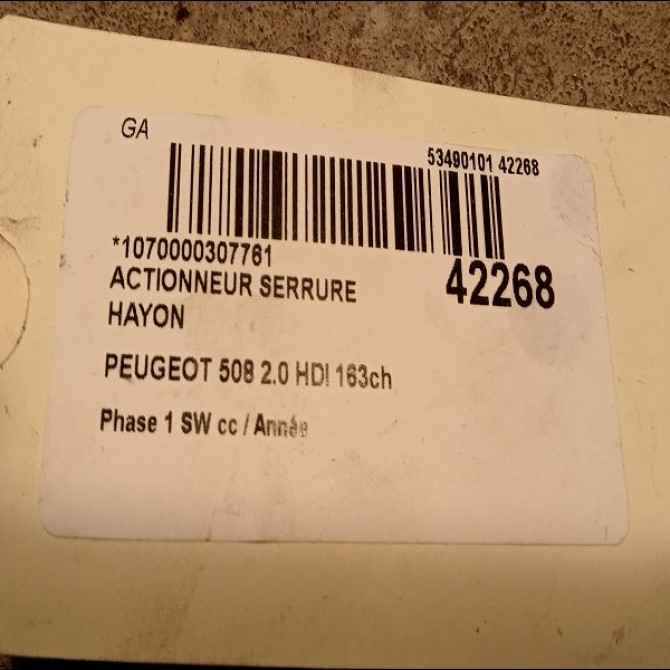 GA
53490101 42268
*1070000307761
42268
ACTIONNEUR SERRURE
HAYON
PEUGEOT 508 2.0 HDI 163ch
Phase 1 SW cc / Année